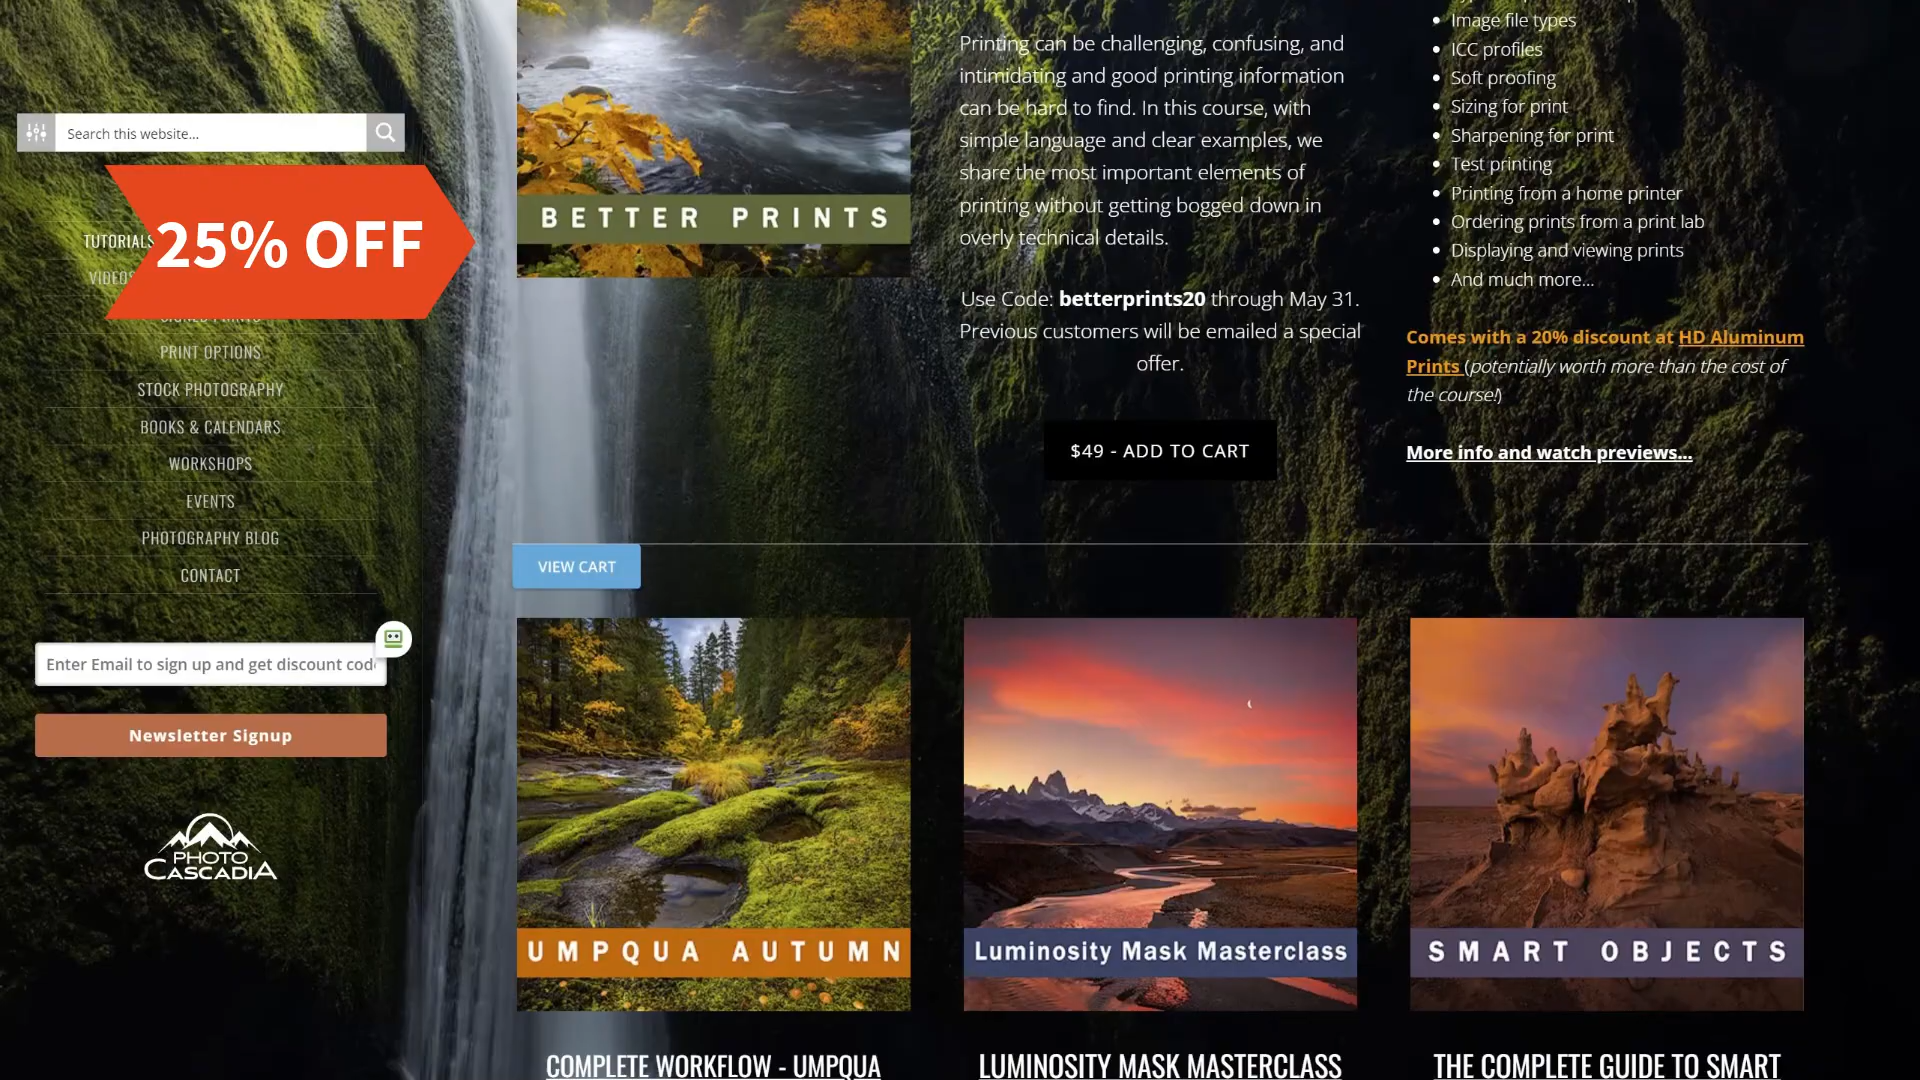 Search this website...
TUTORIALS
25% OFF
VIDEOS
SIGNED PRINTS
PRINT OPTIONS
STOCK PHOTOGRAPHY
BOOKS & CALENDARS
WORKSHOPS
EVENTS
PHOTOGRAPHY BLOG
CONTACT
Enter Email to sign up and get discount cod
Newsletter Signup
PHOTO
CASCADIA
BETTER PRINTS
Printing can be challenging, confusing, and
intimidating and good printing information
can be hard to find. In this course, with
simple language and clear examples, we
share the most important elements of
printing without getting bogged down in
overly technical details.
Use Code: betterprints20 through May 31.
Previous customers will be emailed a special
offer.
$49 - ADD TO CART
Image file types
ICC profiles
Soft proofing
Sizing for print
Sharpening for print
Test printing
Printing from a home printer
Ordering prints from a print lab
Displaying and viewing prints
And much more...
Comes with a 20% discount at HD Aluminum
Prints (potentially worth more than the cost of
the course!)
More info and watch previews...
VIEW CART
UMPQUA AUTUMN
Luminosity Mask Masterclass
SMART OBJECTS
COMPLETE WORKFLOW - UMPQUA
LUMINOSITY MASK MASTERCLASS
THE COMPLETE GUIDE TO SMART